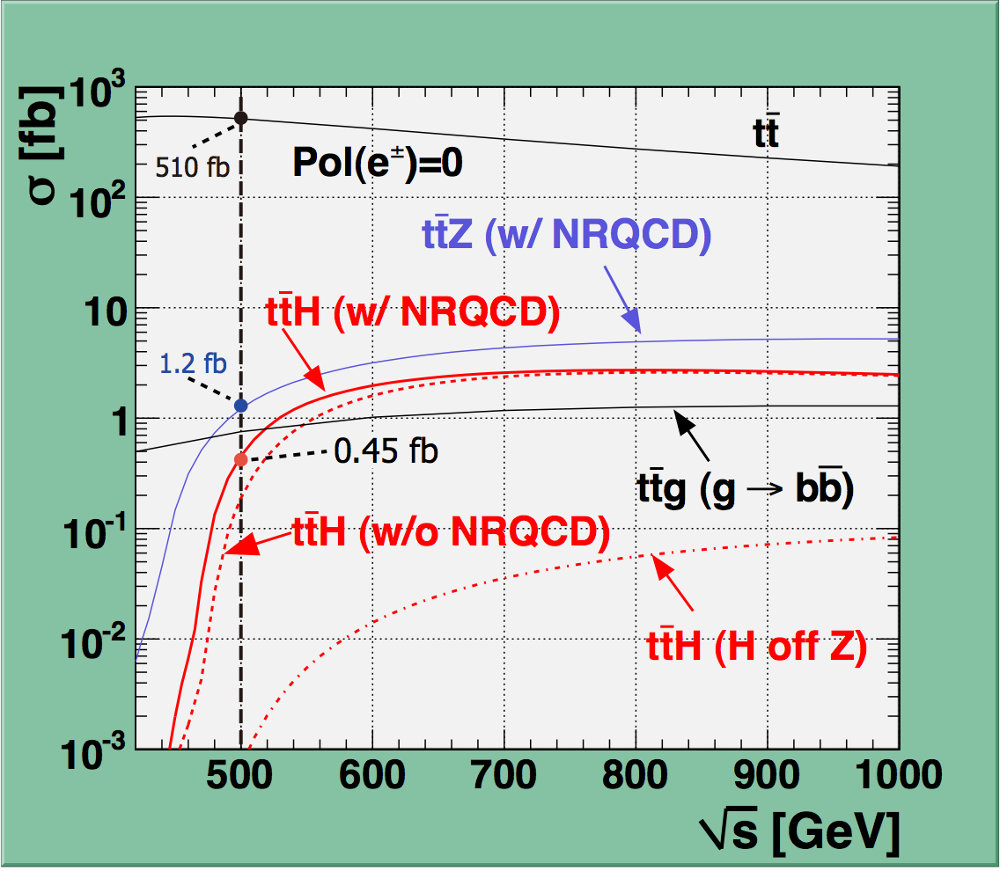 σ [fb]
10³
10²
10
1
10⁻¹
10⁻²
10⁻³
tt̅
510 fb
Pol(e±)=0
tt̅Z (w/ NRQCD)
tt̅H (w/ NRQCD)
1.2 fb
0.45 fb
tt̅g (g → bb̅)
tt̅H (w/o NRQCD)
tt̅H (H off Z)
500 600 700 800 900 1000
√s [GeV]